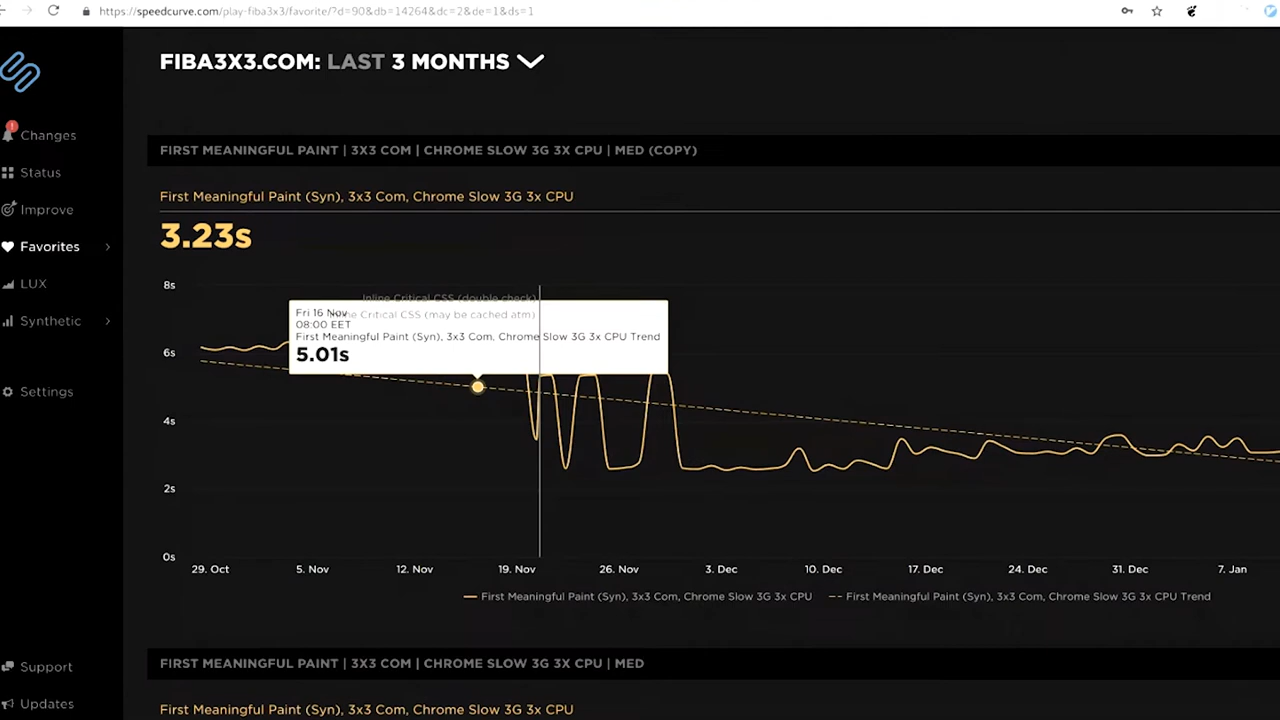 https://speedcurve.com/play-fiba3x3/favorite/?d=90&db=14264&dc=2&de=1&ds=1
FIBA3X3.COM: LAST 3 MONTHS
Changes
Status
Improve
Favorites
LUX
Synthetic
Settings
Support
Updates
FIRST MEANINGFUL PAINT | 3X3 COM | CHROME SLOW 3G 3X CPU | MED (COPY)
First Meaningful Paint (Syn), 3x3 Com, Chrome Slow 3G 3x CPU
3.23s
8s
6s
4s
2s
0s
Inline Critical CSS (double check)
Inline Critical CSS (may be cached atm)
Fri 16 Nov
08:00 EET
First Meaningful Paint (Syn), 3x3 Com, Chrome Slow 3G 3x CPU Trend
5.01s
29. Oct
5. Nov
12. Nov
19. Nov
26. Nov
3. Dec
10. Dec
17. Dec
24. Dec
31. Dec
7. Jan
First Meaningful Paint (Syn), 3x3 Com, Chrome Slow 3G 3x CPU
First Meaningful Paint (Syn), 3x3 Com, Chrome Slow 3G 3x CPU Trend
FIRST MEANINGFUL PAINT | 3X3 COM | CHROME SLOW 3G 3X CPU | MED
First Meaningful Paint (Syn), 3x3 Com, Chrome Slow 3G 3x CPU